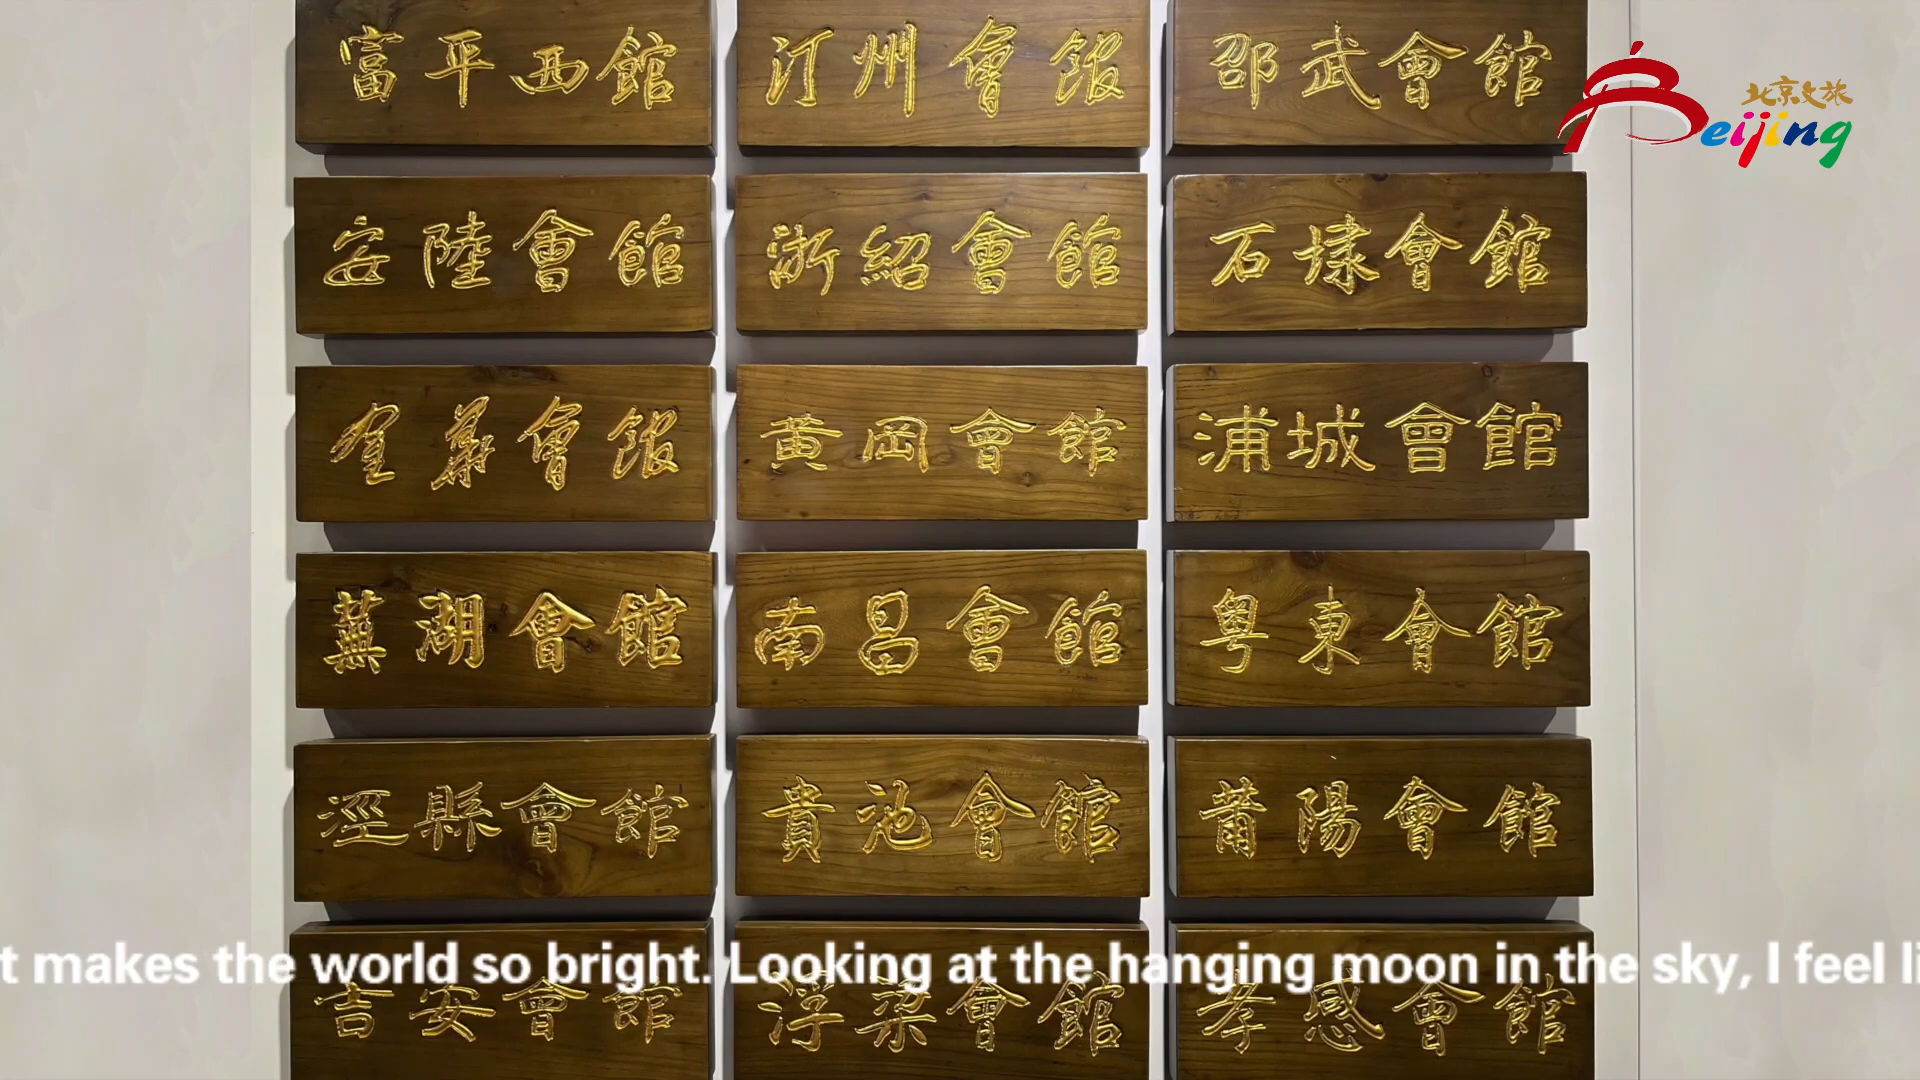 富平西館
汀州會館
邵武會館
北京文旅
Beijing
安陸會館
浙紹會館
石埭會館
金華會館
黄岡會館
浦城會館
蕪湖會館
南昌會館
粤東會館
涇縣會館
貴池會館
莆陽會館
t makes the world so bright. Looking at the hanging moon in the sky, I feel li
吉安會館
浮梁會館
孝感會館